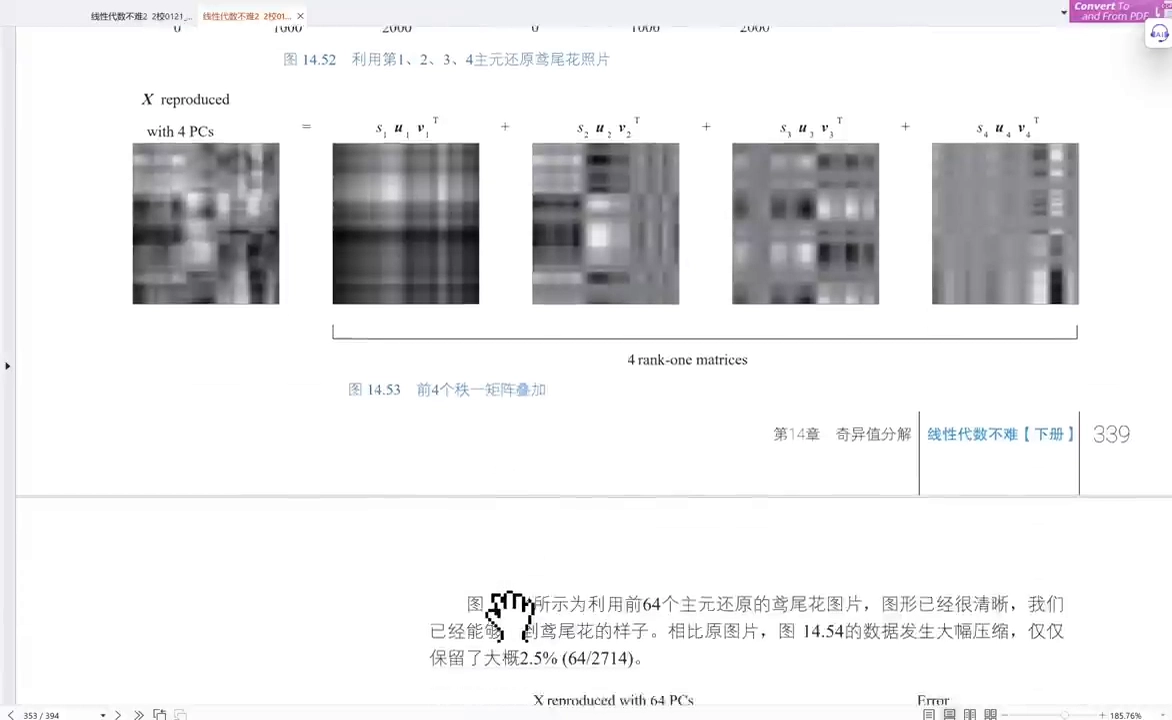 线性代数不难2 2校0121_...
线性代数不难2 2校01...
Convert To
and From PDF
0 1000 2000 0 1000 2000
图 14.52 利用第1、2、3、4主元还原鸢尾花照片
X reproduced
with 4 PCs
= s1 u1 v1T + s2 u2 v2T + s3 u3 v3T + s4 u4 v4T
4 rank-one matrices
图 14.53 前4个秩一矩阵叠加
第14章 奇异值分解 线性代数不难【下册】 339
图 所示为利用前64个主元还原的鸢尾花图片，图形已经很清晰，我们
已经能够 到鸢尾花的样子。相比原图片，图 14.54的数据发生大幅压缩，仅仅
保留了大概2.5% (64/2714)。
X reproduced with 64 PCs Error
353 / 394 185.76%